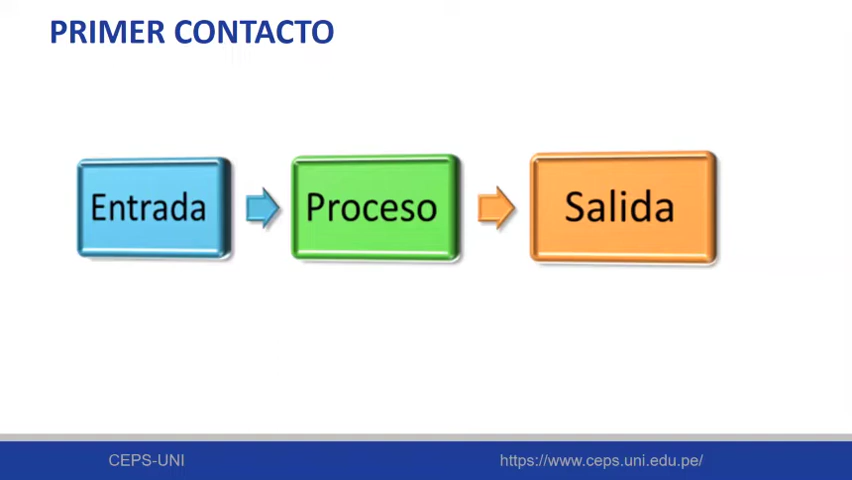 PRIMER CONTACTO
Entrada
Proceso
Salida
CEPS-UNI
https://www.ceps.uni.edu.pe/